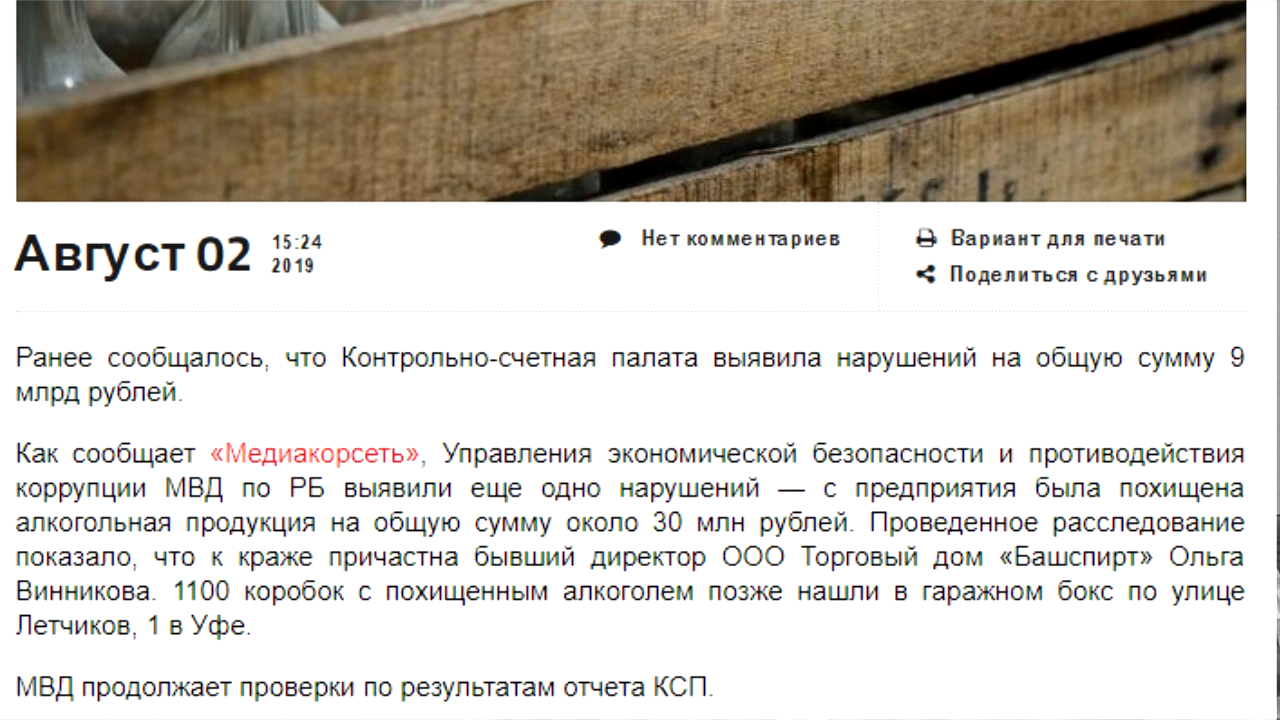 Август 02
15:24
2019
Нет комментариев
Вариант для печати
Поделиться с друзьями
Ранее сообщалось, что Контрольно-счетная палата выявила нарушений на общую сумму 9
млрд рублей.
Как сообщает «Медиакорсеть», Управления экономической безопасности и противодействия
коррупции МВД по РБ выявили еще одно нарушений — с предприятия была похищена
алкогольная продукция на общую сумму около 30 млн рублей. Проведенное расследование
показало, что к краже причастна бывший директор ООО Торговый дом «Башспирт» Ольга
Винникова. 1100 коробок с похищенным алкоголем позже нашли в гаражном бокс по улице
Летчиков, 1 в Уфе.
МВД продолжает проверки по результатам отчета КСП.